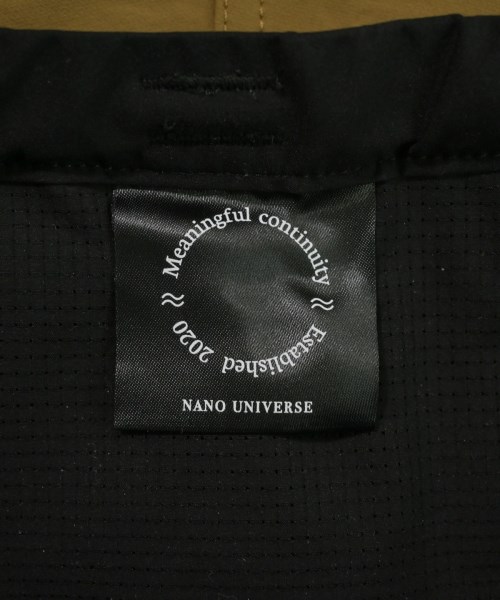 Meaningful continuity
≈ ≈
Established 2020
NANO UNIVERSE